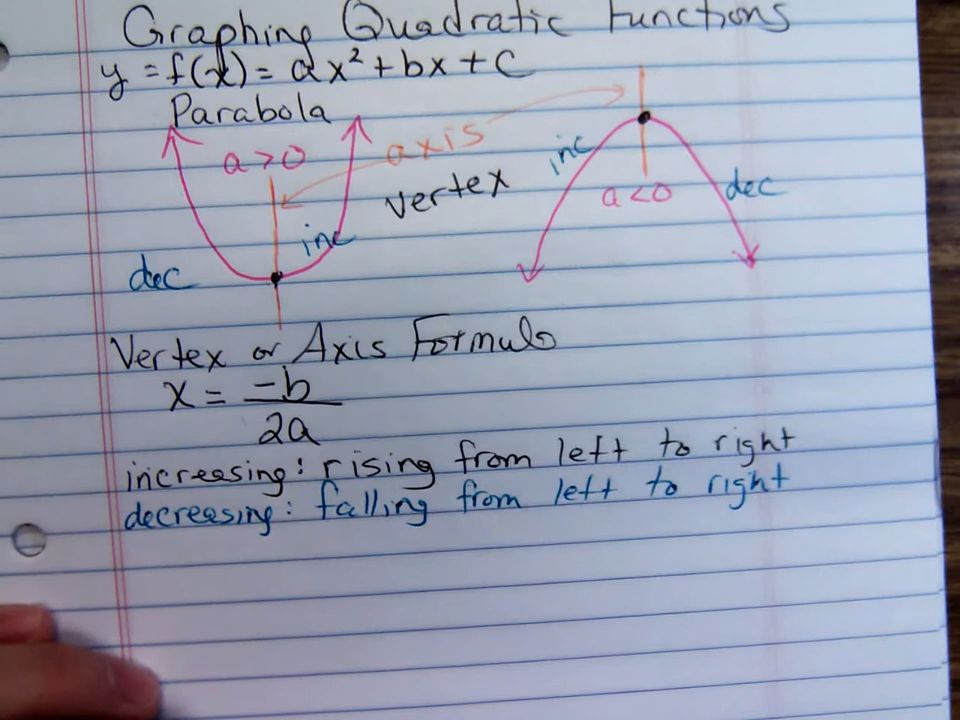 Graphing Quadratic Functions
y = f(x) = ax² + bx + c
Parabola
a > 0
axis
vertex
inc
dec
inc
a < 0
dec
Vertex or Axis Formula
x = -b/2a
increasing: rising from left to right
decreasing: falling from left to right